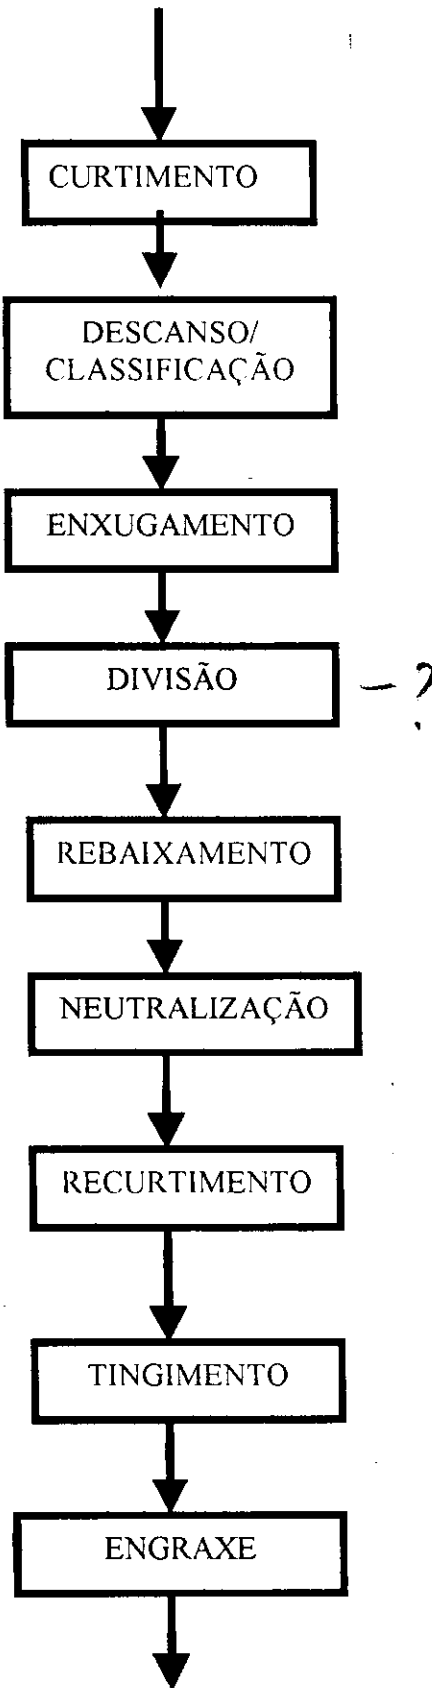 CURTIMENTO
DESCANSO/
CLASSIFICAÇÃO
ENXUGAMENTO
DIVISÃO - ?
REBAIXAMENTO
NEUTRALIZAÇÃO
RECURTIMENTO
TINGIMENTO
ENGRAXE